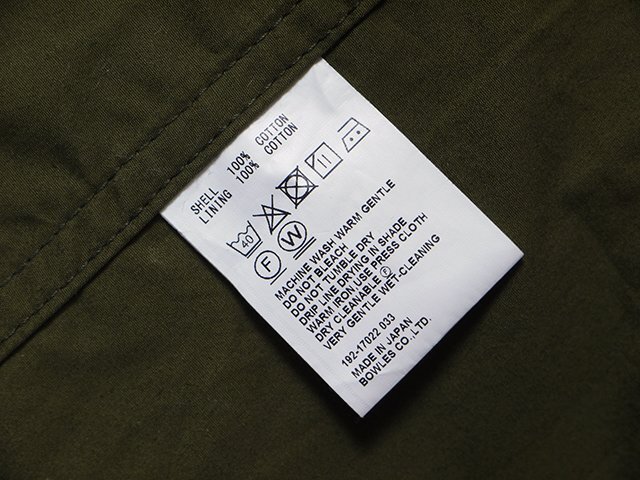 SHELL 100% COTTON
LINING 100% COTTON
40
F W
MACHINE WASH WARM GENTLE
DO NOT BLEACH
DO NOT TUMBLE DRY
DRIP LINE DRYING IN SHADE
WARM IRON.USE PRESS CLOTH
DRY CLEANABLE Ⓕ
VERY GENTLE WET-CLEANING
192-17022 033
MADE IN JAPAN
BOWLES CO.,LTD.